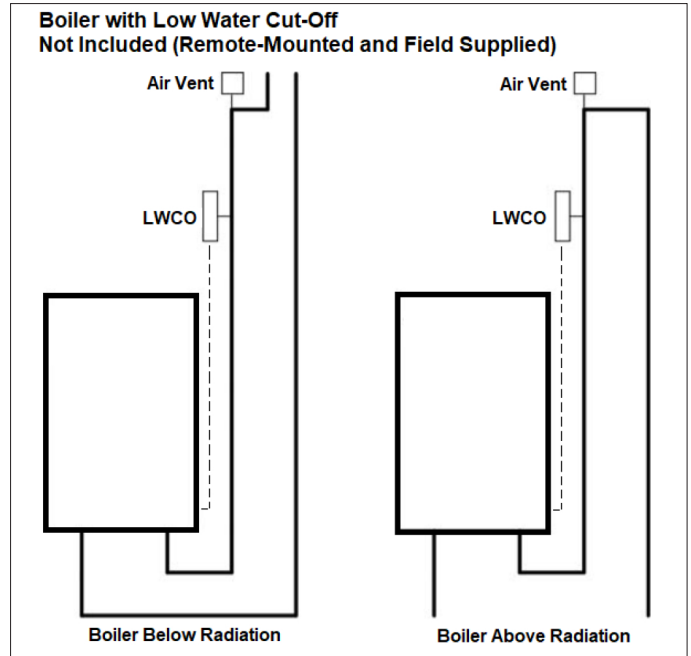 Boiler with Low Water Cut-Off
Not Included (Remote-Mounted and Field Supplied)
Air Vent
Air Vent
LWCO
LWCO
Boiler Below Radiation
Boiler Above Radiation